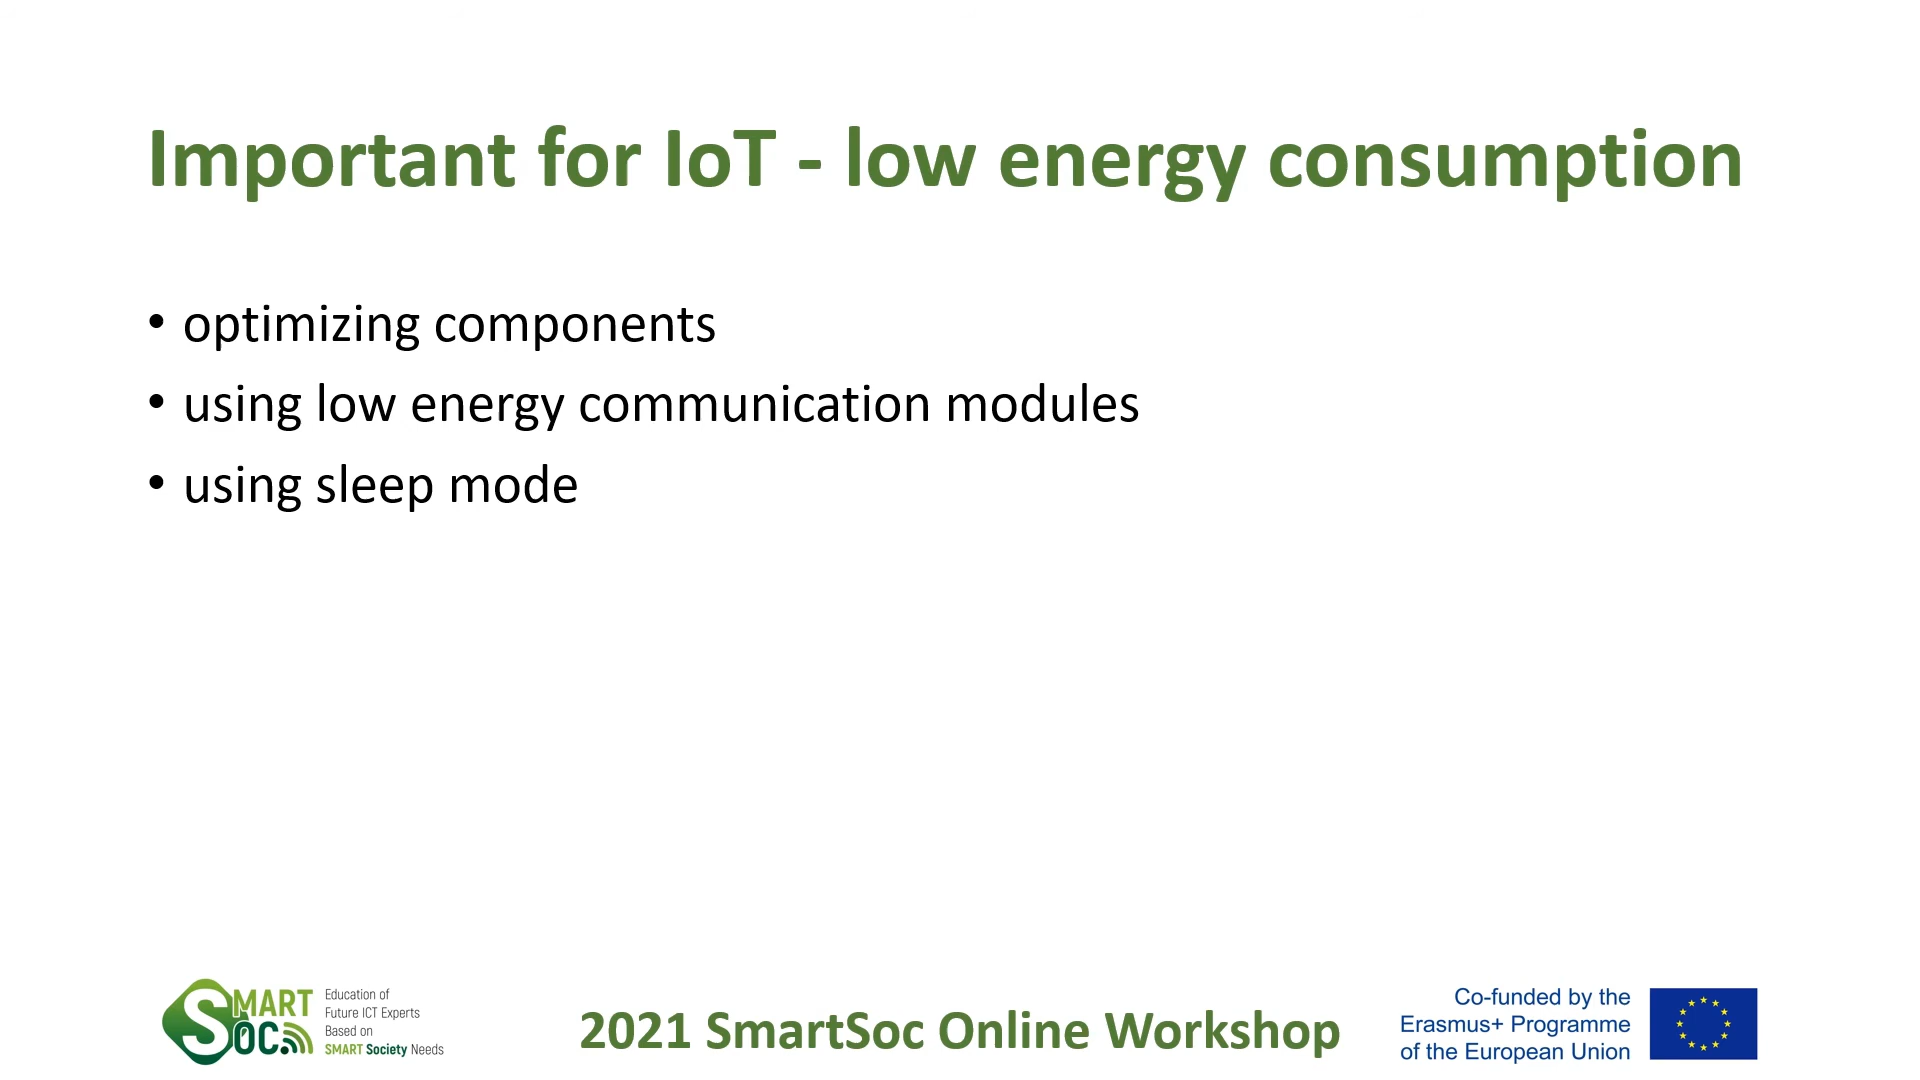 Important for IoT - low energy consumption
• optimizing components
• using low energy communication modules
• using sleep mode
SMART
SOC
Education of
Future ICT Experts
Based on
SMART Society Needs
2021 SmartSoc Online Workshop
Co-funded by the
Erasmus+ Programme
of the European Union